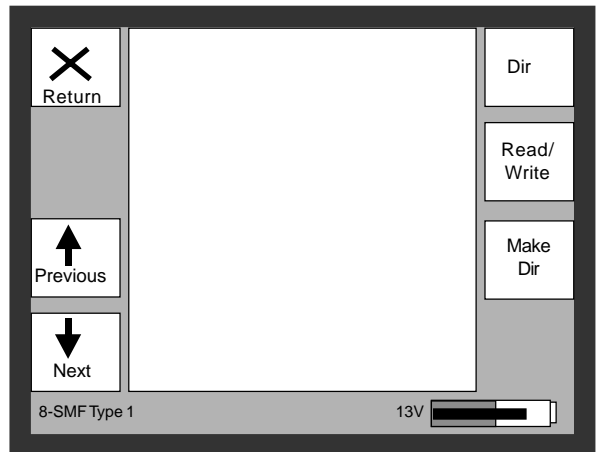 Return
Dir
Read/
Write
Previous
Make
Dir
Next
8-SMF Type 1
13V